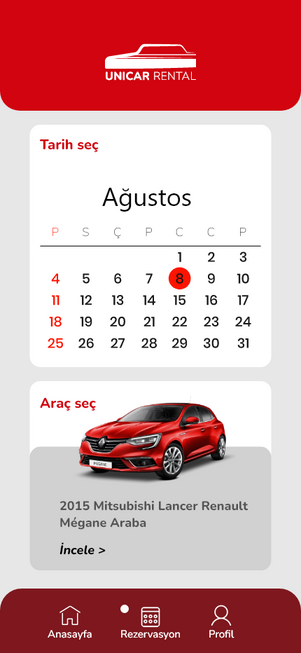 UNICAR RENTAL
Tarih seç
Ağustos
P S Ç P C C P
1 2 3
4 5 6 7 8 9 10
11 12 13 14 15 16 17
18 19 20 21 22 23 24
25 26 27 28 29 30 31
Araç seç
2015 Mitsubishi Lancer Renault
Mégane Araba
İncele >
Anasayfa Rezervasyon Profil